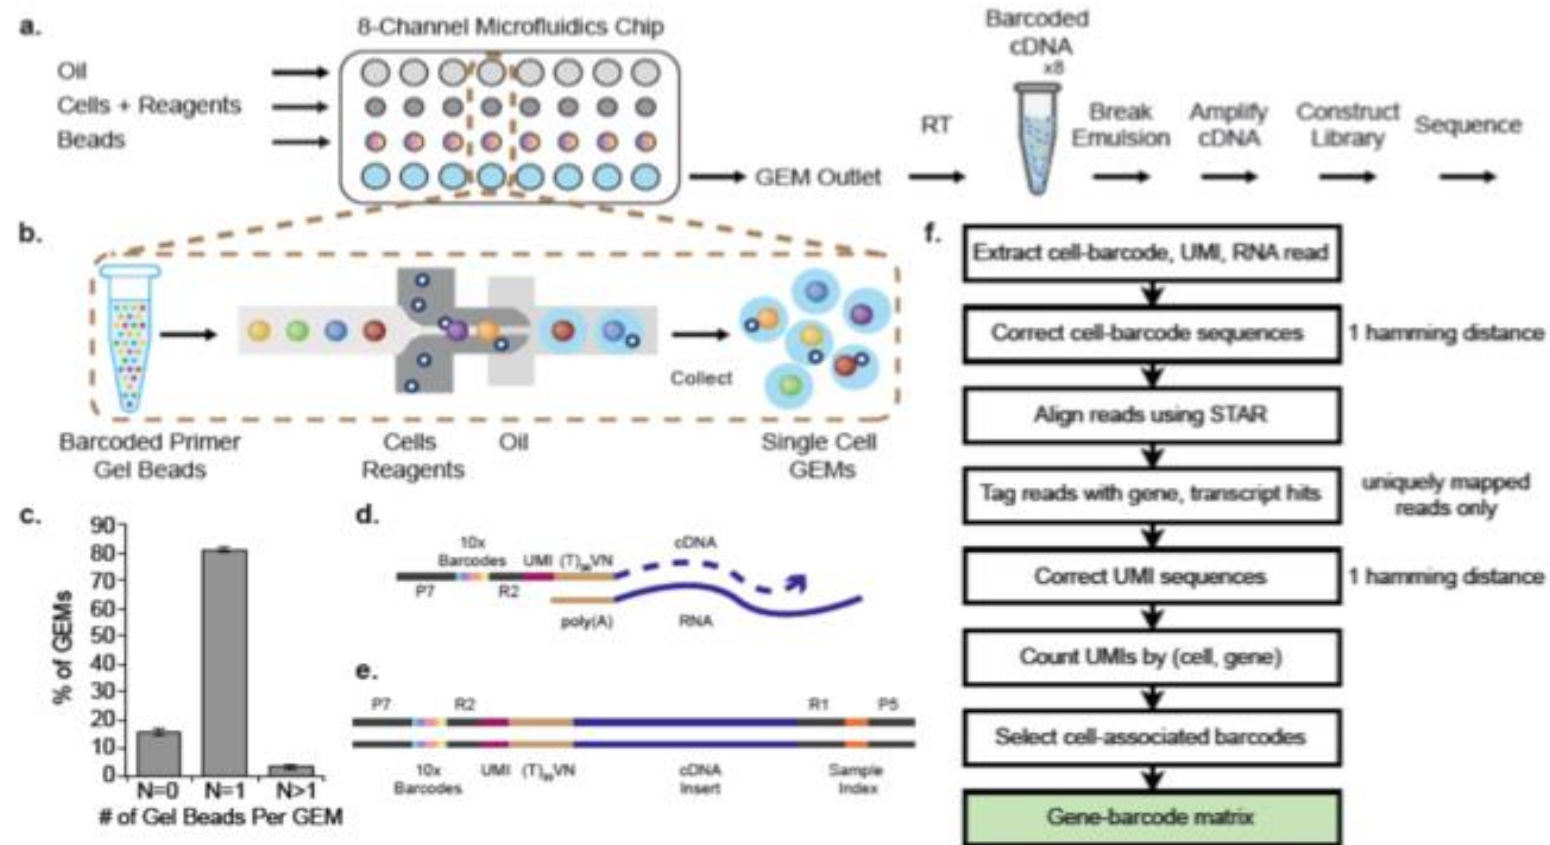 a.
8-Channel Microfluidics Chip
Oil
Cells + Reagents
Beads
GEM Outlet
RT
Barcoded
cDNA
x8
Break
Emulsion
Amplify
cDNA
Construct
Library
Sequence
b.
Barcoded Primer
Gel Beads
Cells
Reagents
Oil
Collect
Single Cell
GEMs
c.
% of GEMs
90
80
70
60
50
40
30
20
10
0
N=0 N=1 N>1
# of Gel Beads Per GEM
d.
10x
Barcodes UMI (T)₃₀VN
cDNA
P7 R2
poly(A) RNA
e.
P7 R2 R1 P5
10x
Barcodes
UMI (T)₃₀VN
cDNA
Insert
Sample
Index
f.
Extract cell-barcode, UMI, RNA read
Correct cell-barcode sequences
1 hamming distance
Align reads using STAR
Tag reads with gene, transcript hits
uniquely mapped
reads only
Correct UMI sequences
1 hamming distance
Count UMIs by (cell, gene)
Select cell-associated barcodes
Gene-barcode matrix